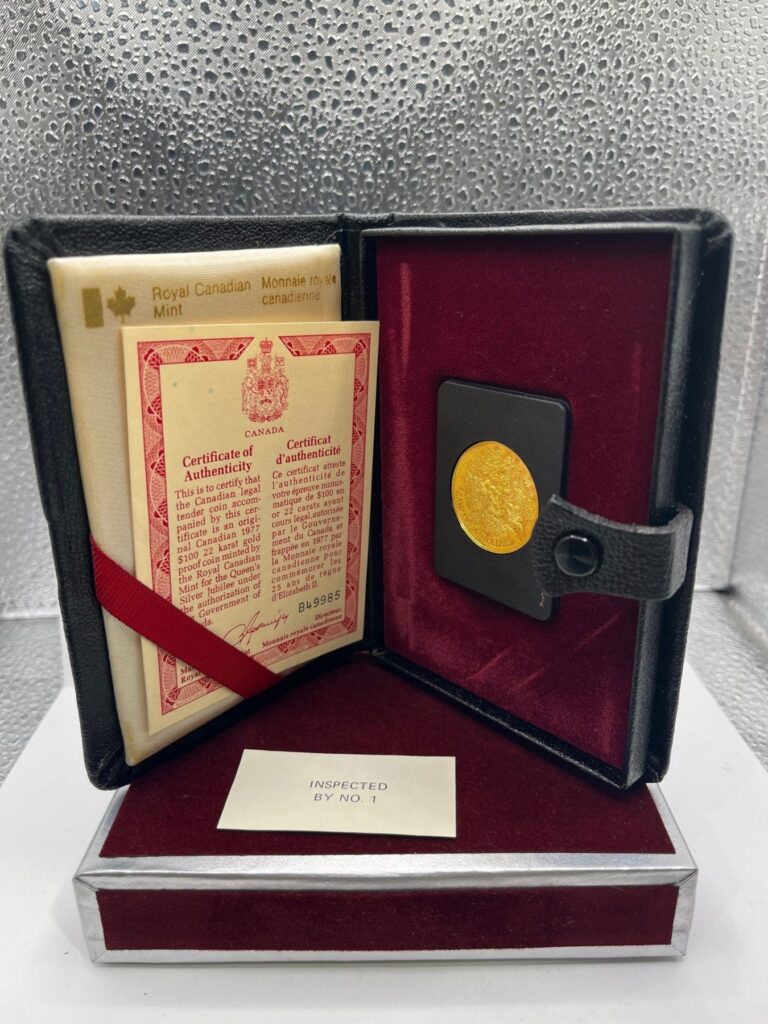 Royal Canadian
Mint
Monnaie royale
canadienne
CANADA
Certificate of
Authenticity
This is to certify that
the Canadian legal
tender coin accom-
panied by this cer-
tificate is an origi-
nal Canadian 1977
$100 22 karat gold
proof coin minted by
the Royal Canadian
Mint for the Queen's
Silver Jubilee under
the authorization of
Government of
Certificat
d'authenticité
Ce certificat atteste
l'authenticité de
votre épreuve numis-
matique de $100 en
or 22 carats ayant
cours légal, autorisée
par le Gouverne-
ment du Canada et
frappée en 1977 par
la Monnaie royale
canadienne pour
commémorer les
25 ans de règne
d'Elizabeth II.
B49985
Directeur,
Monnaie royale canadienne
INSPECTED
BY NO. 1